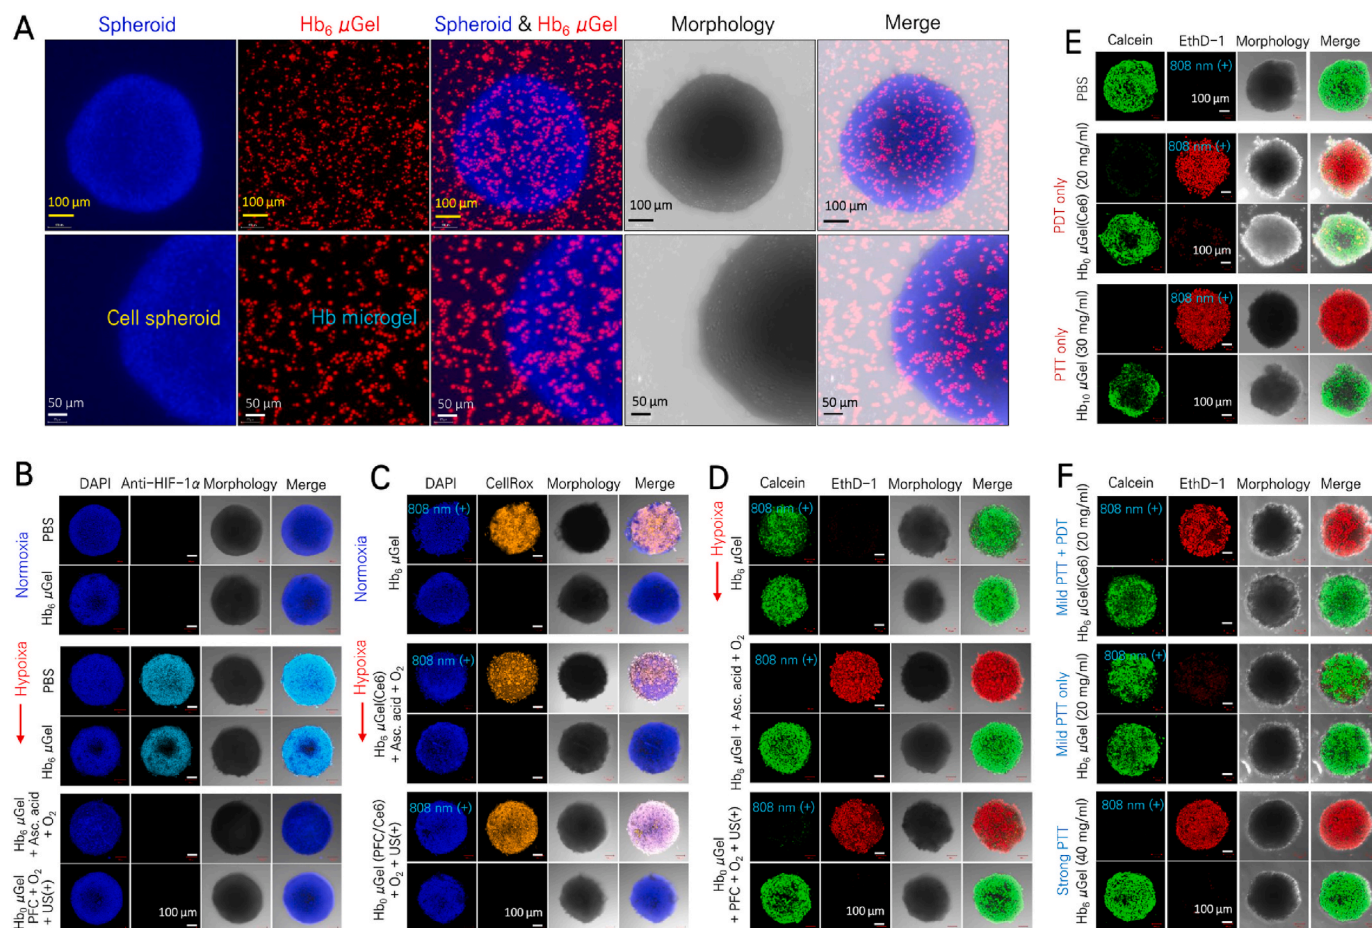 A
Spheroid
Hb₆ μGel
Spheroid & Hb₆ μGel
Morphology
Merge
100 μm
100 μm
100 μm
100 μm
100 μm
Cell spheroid
Hb microgel
50 μm
50 μm
50 μm
50 μm
50 μm
B
DAPI
Anti-HIF-1α
Morphology
Merge
Normoxia
PBS
Hb₆ μGel
Hypoixa
PBS
Hb₆ μGel
Hb₆ μGel
+ Asc. acid
+ O₂
Hb₀ μGel
PFC + O₂
+ US(+)
100 μm
C
DAPI
CellRox
Morphology
Merge
Normoxia
Hb₆ μGel
808 nm (+)
Hypoixa
Hb₆ μGel(Ce6)
+ Asc. acid + O₂
808 nm (+)
Hb₀ μGel (PFC/Ce6)
+ O₂ + US(+)
808 nm (+)
100 μm
D
Calcein
EthD-1
Morphology
Merge
Hypoixa
Hb₆ μGel
808 nm (+)
Hb₆ μGel + Asc. acid + O₂
808 nm (+)
Hb₀ μGel
+ PFC + O₂ + US(+)
808 nm (+)
100 μm
E
Calcein
EthD-1
Morphology
Merge
PBS
808 nm (+)
100 μm
PDT only
Hb₀ μGel(Ce6) (20 mg/ml)
808 nm (+)
100 μm
PTT only
Hb₁₀ μGel (30 mg/ml)
808 nm (+)
100 μm
F
Calcein
EthD-1
Morphology
Merge
Mild PTT + PDT
Hb₆ μGel(Ce6) (20 mg/ml)
808 nm (+)
Mild PTT only
Hb₆ μGel (20 mg/ml)
808 nm (+)
Strong PTT
Hb₆ μGel (40 mg/ml)
808 nm (+)
100 μm